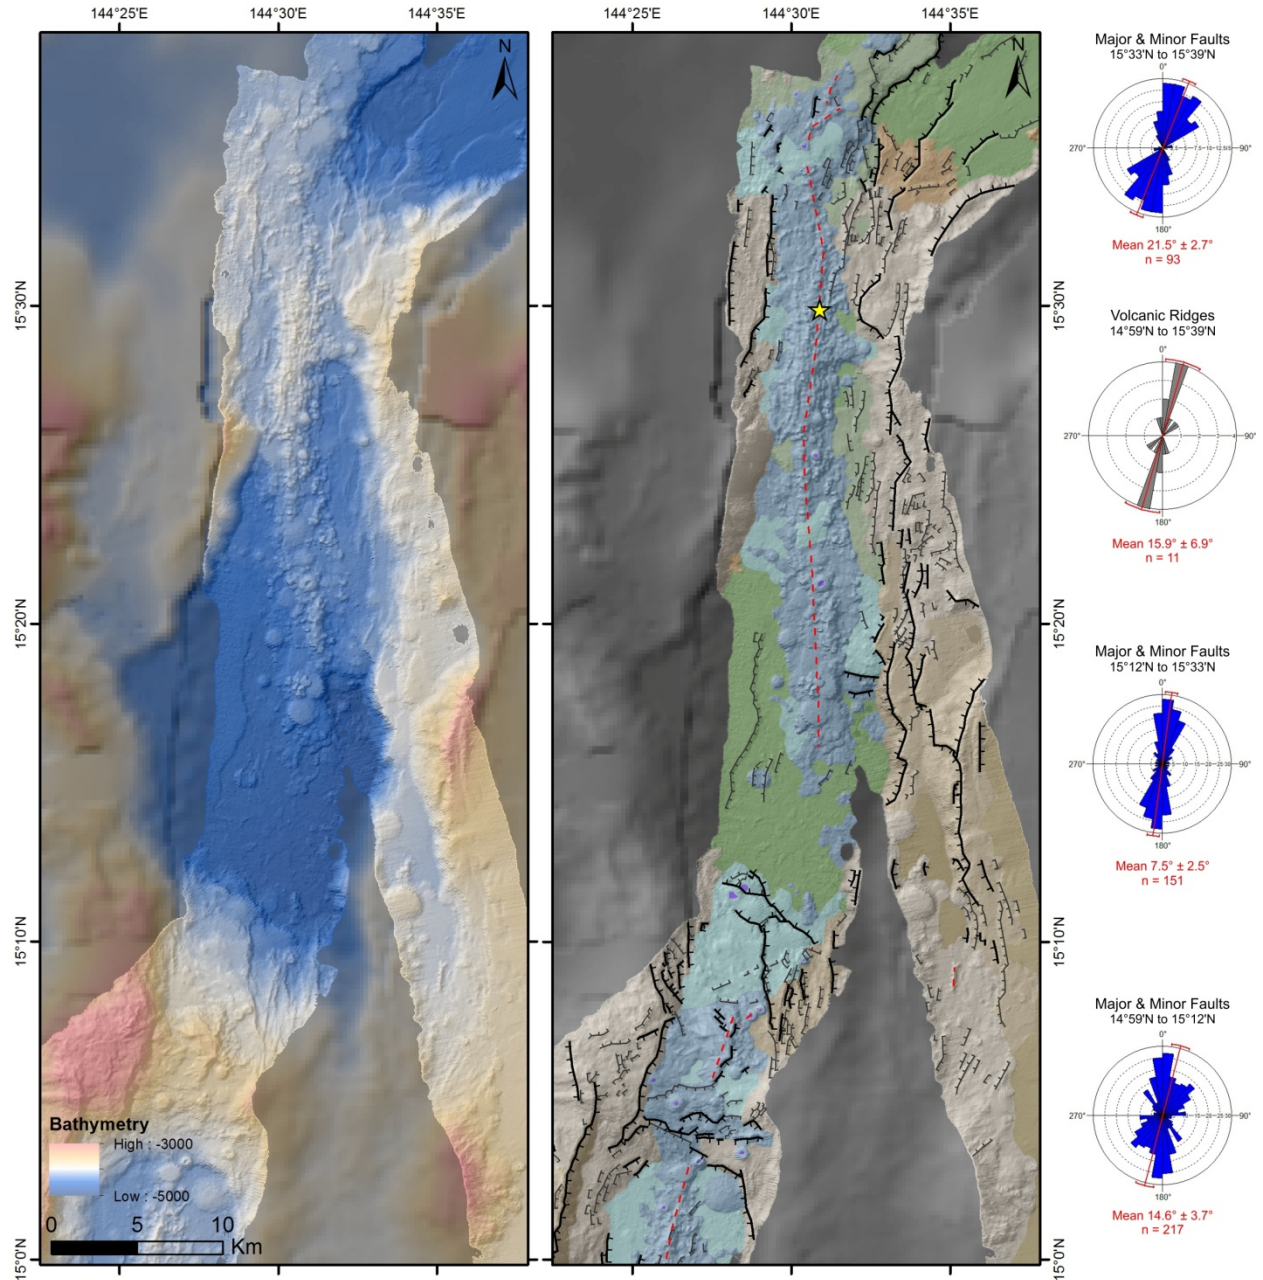 144°25'E 144°30'E 144°35'E
144°25'E 144°30'E 144°35'E
N
N
15°30'N
15°20'N
15°10'N
15°0'N
Bathymetry
High : -3000
Low : -5000
0 5 10
Km
15°30'N
15°20'N
15°10'N
15°0'N
Major & Minor Faults
15°33'N to 15°39'N
0°
270° 90°
180°
Mean 21.5° ± 2.7°
n = 93
Volcanic Ridges
14°59'N to 15°39'N
0°
270° 90°
180°
Mean 15.9° ± 6.9°
n = 11
Major & Minor Faults
15°12'N to 15°33'N
0°
270° 90°
180°
Mean 7.5° ± 2.5°
n = 151
Major & Minor Faults
14°59'N to 15°12'N
0°
270° 90°
180°
Mean 14.6° ± 3.7°
n = 217